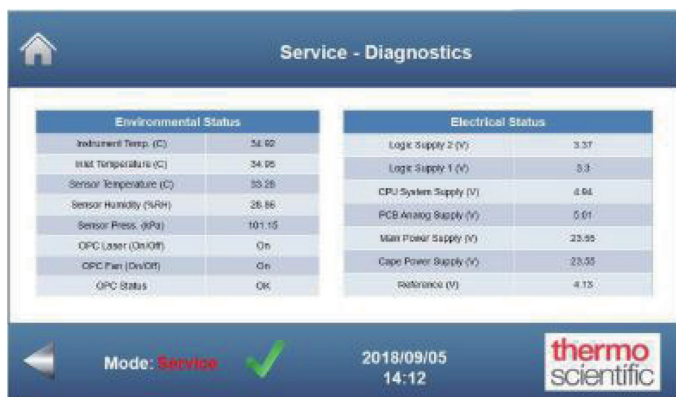 Service - Diagnostics
Environmental Status
Instrument Temp. (C) 34.92
Inlet Temperature (C) 34.95
Sensor Temperature (C) 33.28
Sensor Humidity (%RH) 28.86
Sensor Press. (kPa) 101.15
OPC Laser (On/Off) On
OPC Fan (On/Off) On
OPC Status OK
Electrical Status
Logic Supply 2 (V) 3.37
Logic Supply 1 (V) 3.3
CPU System Supply (V) 4.94
PCB Analog Supply (V) 5.01
Main Power Supply (V) 23.55
Cape Power Supply (V) 23.55
Reference (V) 4.13
Mode: Service
2018/09/05
14:12
thermo
scientific